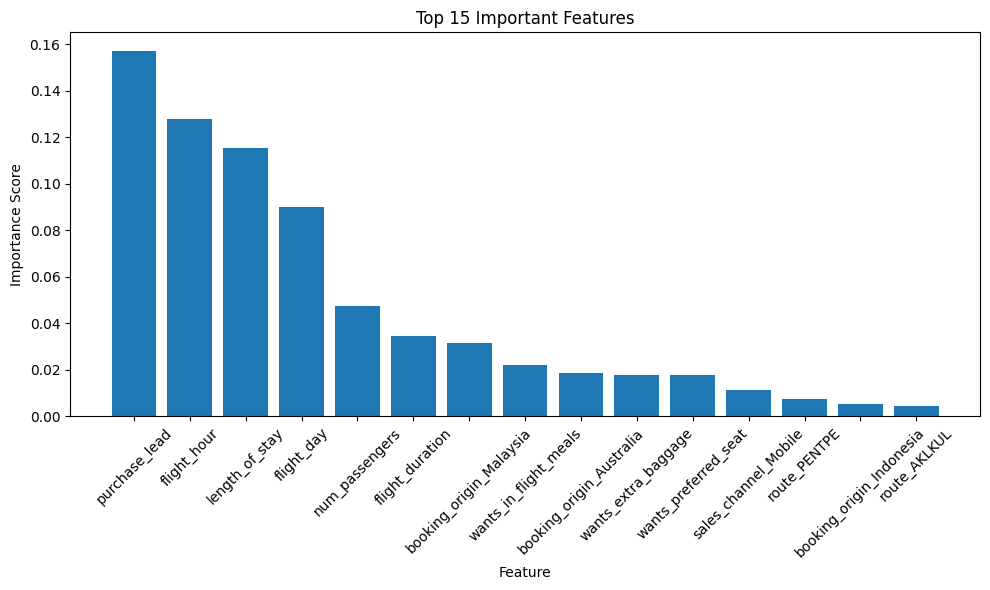 Top 15 Important Features
Importance Score
0.16
0.14
0.12
0.10
0.08
0.06
0.04
0.02
0.00
purchase_lead
flight_hour
length_of_stay
flight_day
num_passengers
flight_duration
booking_origin_Malaysia
wants_in_flight_meals
booking_origin_Australia
wants_extra_baggage
wants_preferred_seat
sales_channel_Mobile
route_PENTPE
booking_origin_Indonesia
route_AKLKUL
Feature